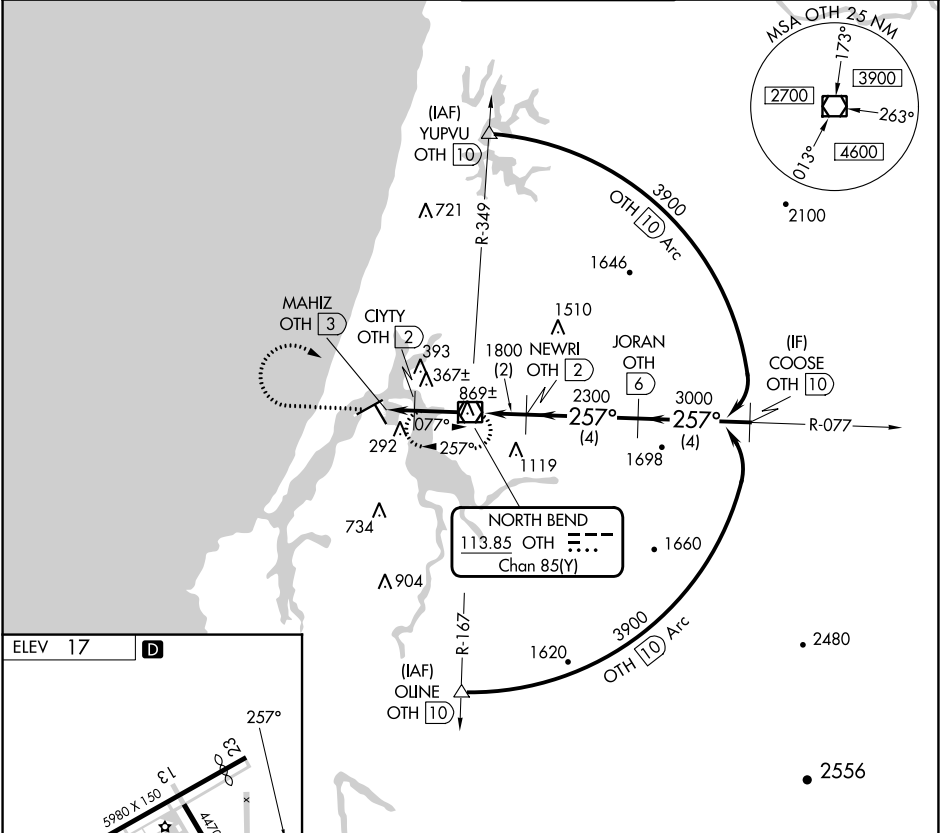 MSA OTH 25 NM
173°
3900
2700
263°
013°
4600
(IAF)
YUPVU
OTH 10
3900
OTH 10 Arc
2100
721
R-349
1646
MAHIZ
OTH 3
CIYTY
OTH 2
1510
393
367±
1800
(2)
NEWRI
OTH 2
JORAN
OTH
6
(IF)
COOSE
OTH 10
869±
2300
3000
257°
(4)
257°
(4)
R-077
077°
257°
292
1119
1698
734
NORTH BEND
113.85 OTH
Chan 85(Y)
1660
904
R-167
3900
OTH 10 Arc
1620
2480
(IAF)
OLINE
OTH 10
2556
ELEV 17 D
257°
13
23
5980 X 150
4470
x